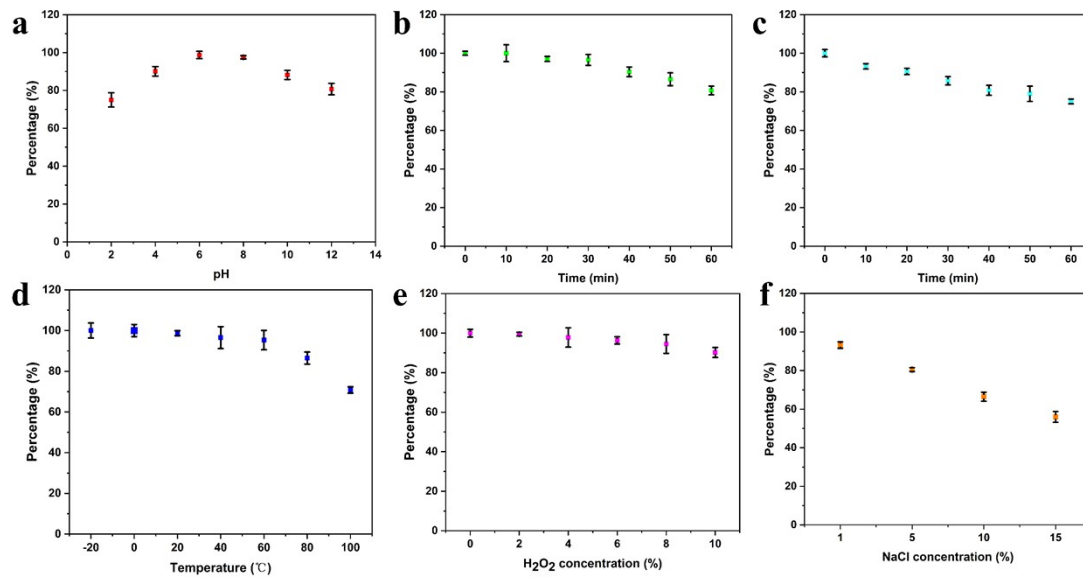 a
Percentage (%)
120
100
80
60
40
20
0
0 2 4 6 8 10 12 14
pH
b
Percentage (%)
120
100
80
60
40
20
0
0 10 20 30 40 50 60
Time (min)
c
Percentage (%)
120
100
80
60
40
20
0
0 10 20 30 40 50 60
Time (min)
d
Percentage (%)
120
100
80
60
40
20
0
-20 0 20 40 60 80 100
Temperature (℃)
e
Percentage (%)
120
100
80
60
40
20
0
0 2 4 6 8 10
H₂O₂ concentration (%)
f
Percentage (%)
120
100
80
60
40
20
0
1 5 10 15
NaCl concentration (%)